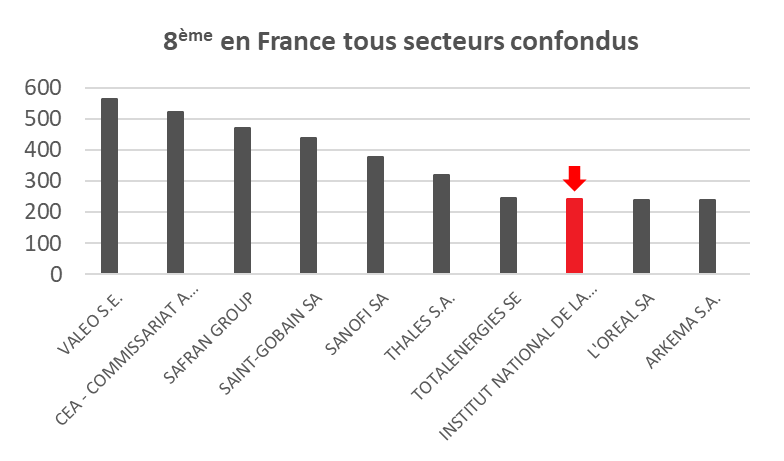 8ème en France tous secteurs confondus
600
500
400
300
200
100
0
VALEO S.E.
CEA - COMMISSARIAT A...
SAFRAN GROUP
SAINT-GOBAIN SA
SANOFI SA
THALES S.A.
TOTALENERGIES SE
INSTITUT NATIONAL DE LA...
L'OREAL SA
ARKEMA S.A.